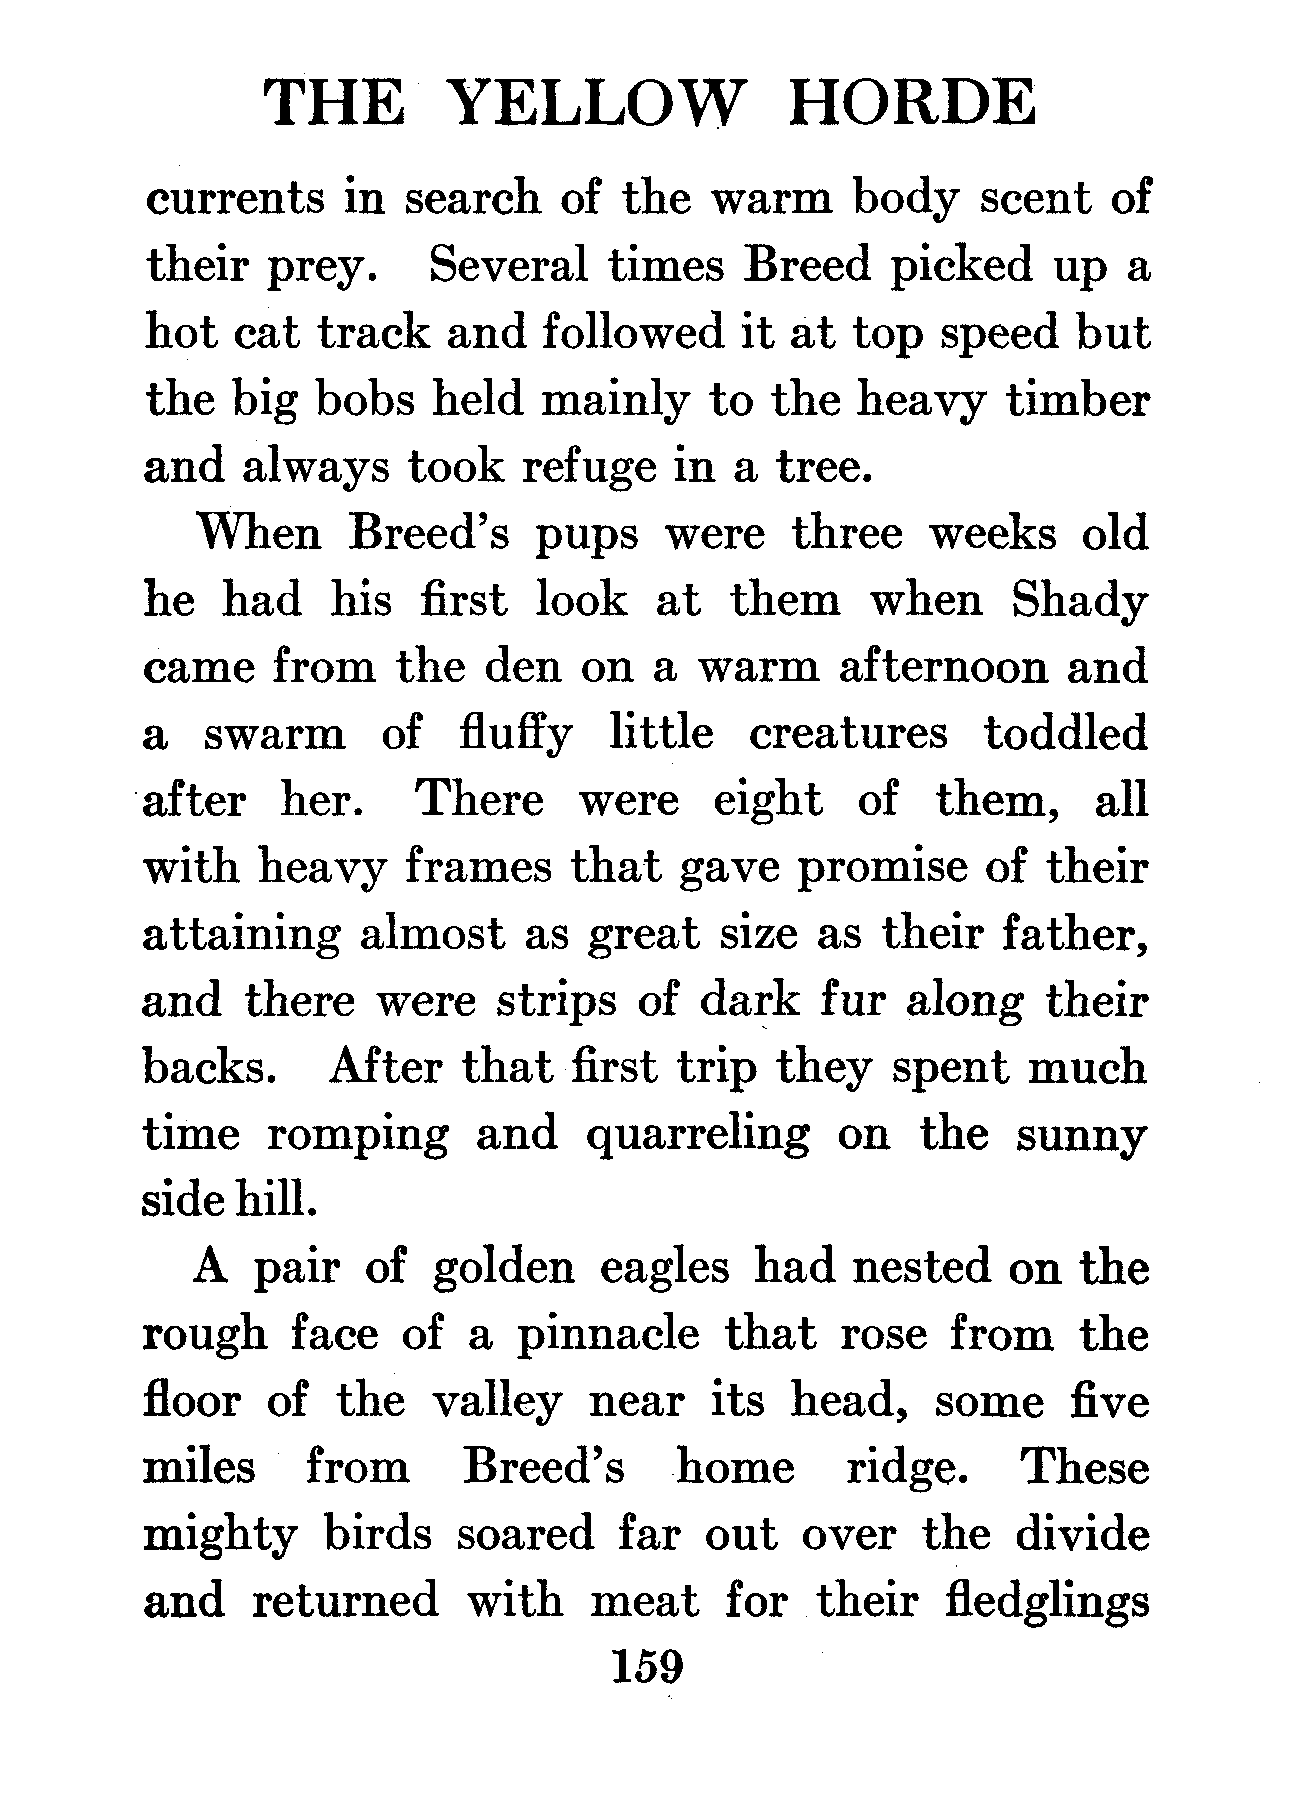 THE YELLOW HORDE
currents in search of the warm body scent of
their prey. Several times Breed picked up a
hot cat track and followed it at top speed but
the big bobs held mainly to the heavy timber
and always took refuge in a tree.
When Breed's pups were three weeks old
he had his first look at them when Shady
came from the den on a warm afternoon and
a swarm of fluffy little creatures toddled
after her. There were eight of them, all
with heavy frames that gave promise of their
attaining almost as great size as their father,
and there were strips of dark fur along their
backs. After that first trip they spent much
time romping and quarreling on the sunny
side hill.
A pair of golden eagles had nested on the
rough face of a pinnacle that rose from the
floor of the valley near its head, some five
miles from Breed's home ridge. These
mighty birds soared far out over the divide
and returned with meat for their fledglings
159